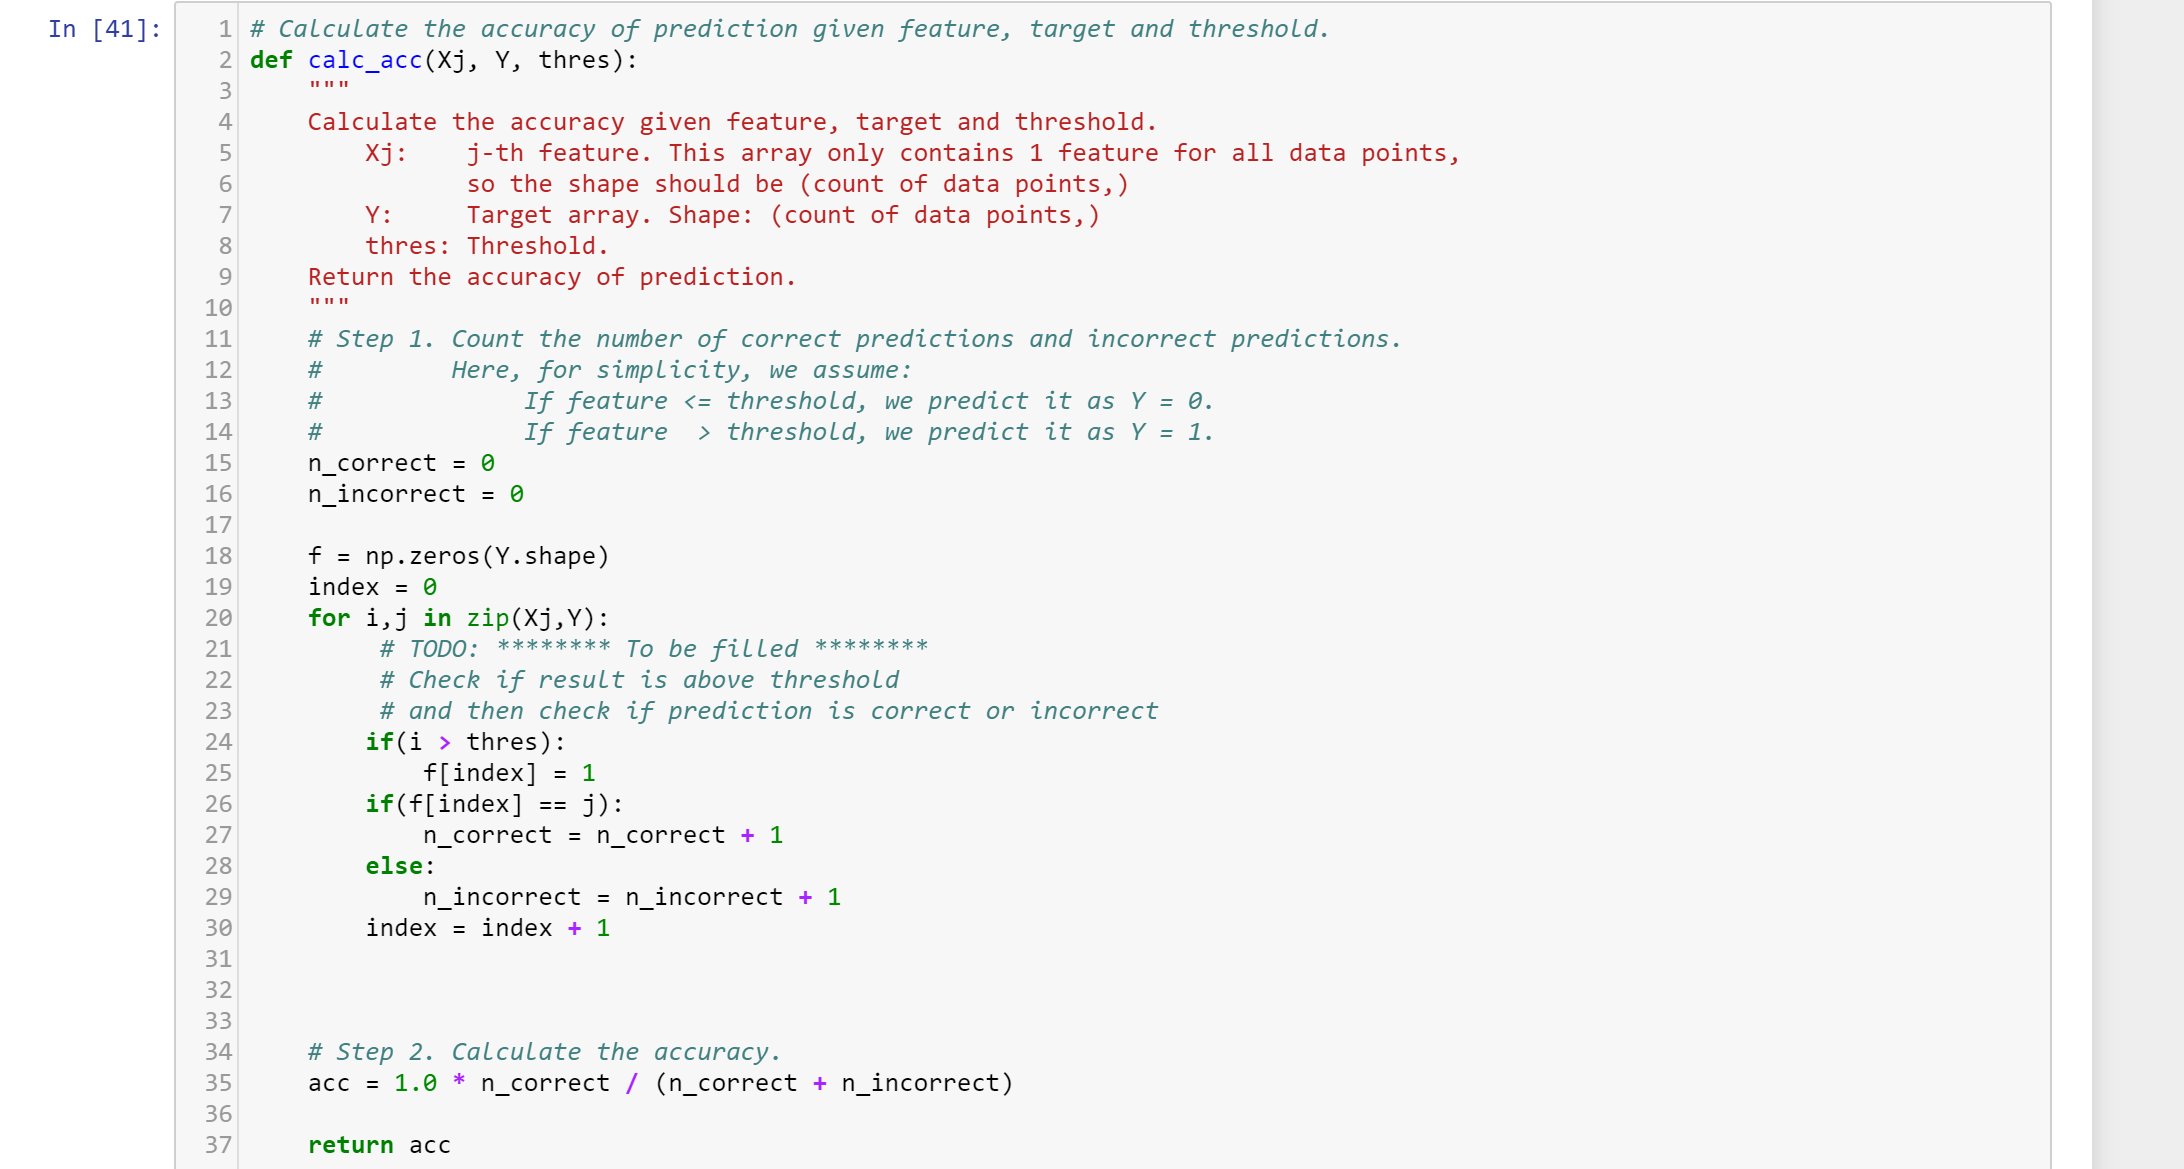 In [41]:
1 # Calculate the accuracy of prediction given feature, target and threshold.
2 def calc_acc(Xj, Y, thres):
3     """
4     Calculate the accuracy given feature, target and threshold.
5         Xj:    j-th feature. This array only contains 1 feature for all data points,
6                so the shape should be (count of data points,)
7         Y:     Target array. Shape: (count of data points,)
8         thres: Threshold.
9     Return the accuracy of prediction.
10     """
11     # Step 1. Count the number of correct predictions and incorrect predictions.
12     #         Here, for simplicity, we assume:
13     #              If feature <= threshold, we predict it as Y = 0.
14     #              If feature  > threshold, we predict it as Y = 1.
15     n_correct = 0
16     n_incorrect = 0
17
18     f = np.zeros(Y.shape)
19     index = 0
20     for i,j in zip(Xj,Y):
21          # TODO: ******** To be filled ********
22          # Check if result is above threshold
23          # and then check if prediction is correct or incorrect
24         if(i > thres):
25             f[index] = 1
26         if(f[index] == j):
27             n_correct = n_correct + 1
28         else:
29             n_incorrect = n_incorrect + 1
30         index = index + 1
31
32
33
34     # Step 2. Calculate the accuracy.
35     acc = 1.0 * n_correct / (n_correct + n_incorrect)
36
37     return acc